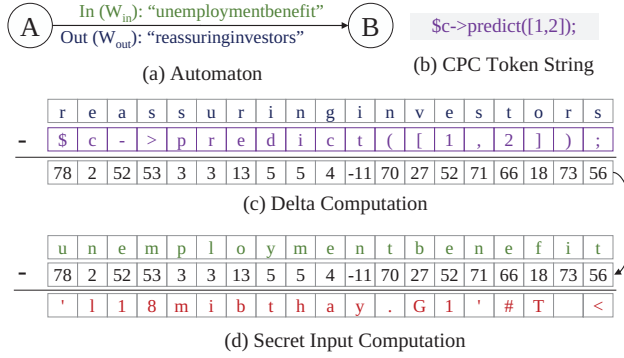 A In (W_in): “unemploymentbenefit” B
Out (W_out): “reassuringinvestors”
(a) Automaton
$c->predict([1,2]);
(b) CPC Token String
r e a s s u r i n g i n v e s t o r s
- $ c - > p r e d i c t ( [ 1 , 2 ] ) ;
78 2 52 53 3 3 13 5 5 4 -11 70 27 52 71 66 18 73 56
(c) Delta Computation
u n e m p l o y m e n t b e n e f i t
- 78 2 52 53 3 3 13 5 5 4 -11 70 27 52 71 66 18 73 56
' l 1 8 m i b t h a y . G 1 ' # T <
(d) Secret Input Computation